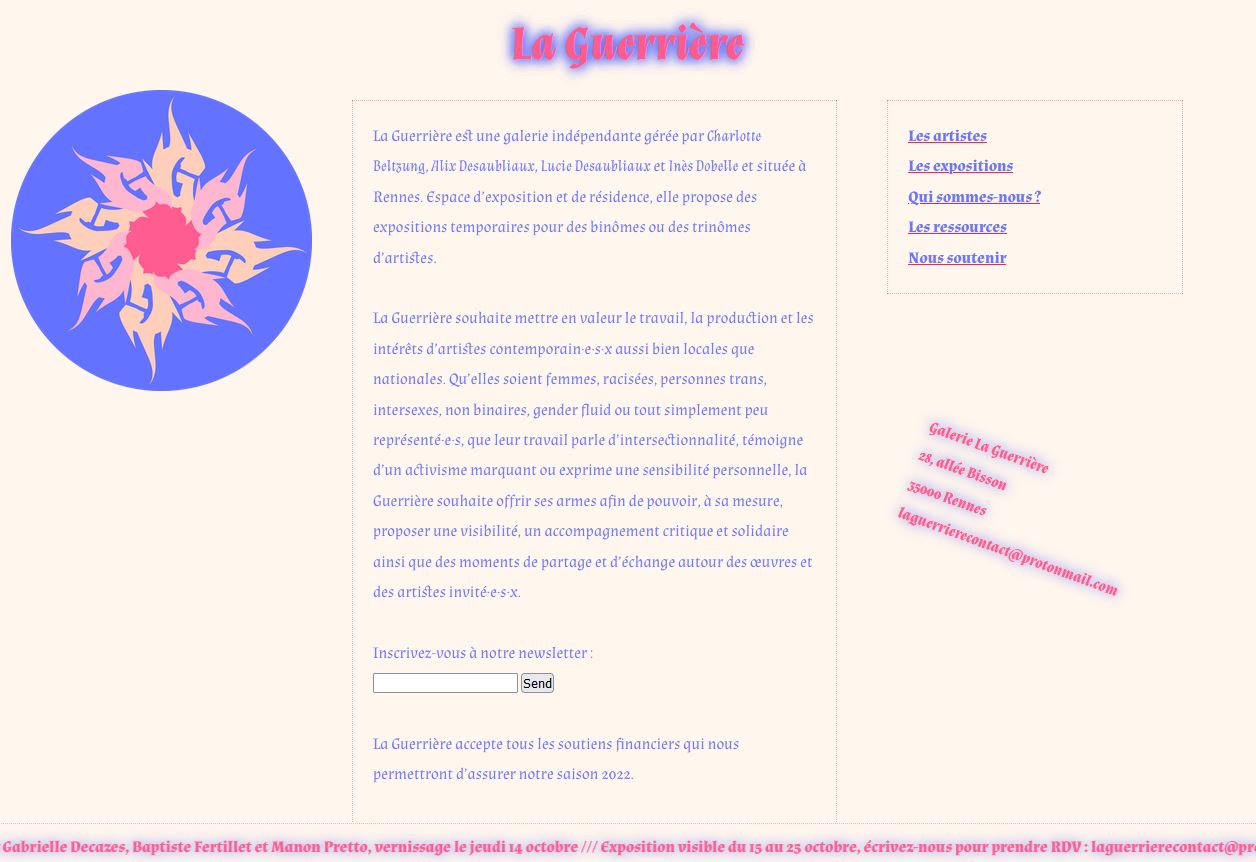 La Guerrière
La Guerrière est une galerie indépendante gérée par Charlotte
Beltzung, Alix Desaubliaux, Lucie Desaubliaux et Inès Dobelle et située à
Rennes. Espace d'exposition et de résidence, elle propose des
expositions temporaires pour des binômes ou des trinômes
d'artistes.
La Guerrière souhaite mettre en valeur le travail, la production et les
intérêts d'artistes contemporain·e·s·x aussi bien locales que
nationales. Qu'elles soient femmes, racisées, personnes trans,
intersexes, non binaires, gender fluid ou tout simplement peu
représenté·e·s, que leur travail parle d'intersectionnalité, témoigne
d'un activisme marquant ou exprime une sensibilité personnelle, la
Guerrière souhaite offrir ses armes afin de pouvoir, à sa mesure,
proposer une visibilité, un accompagnement critique et solidaire
ainsi que des moments de partage et d'échange autour des œuvres et
des artistes invité·e·s·x.
Inscrivez-vous à notre newsletter :
Send
La Guerrière accepte tous les soutiens financiers qui nous
permettront d'assurer notre saison 2022.
Les artistes
Les expositions
Qui sommes-nous ?
Les ressources
Nous soutenir
Galerie La Guerrière
28, allée Bisson
35000 Rennes
laguerrierecontact@protonmail.com
Gabrielle Decazes, Baptiste Fertillet et Manon Pretto, vernissage le jeudi 14 octobre /// Exposition visible du 15 au 25 octobre, écrivez-nous pour prendre RDV : laguerrierecontact@pr